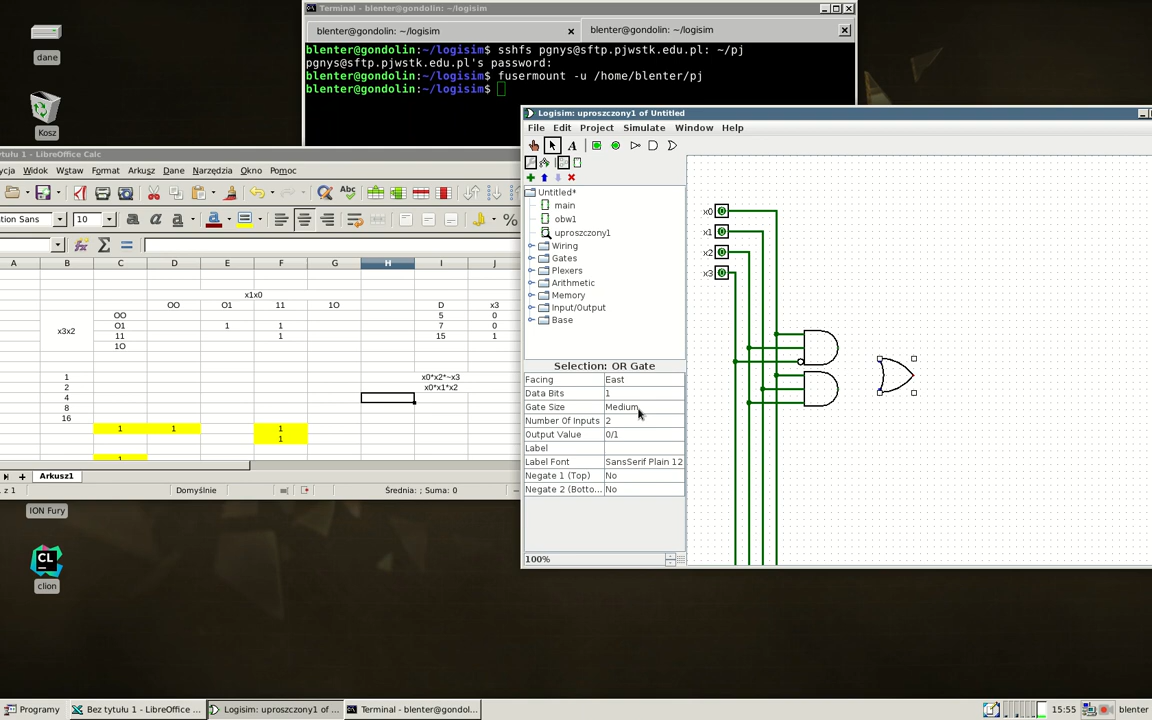 Terminal - blenter@gondolin: ~/logisim
blenter@gondolin: ~/logisim
blenter@gondolin: ~/logisim
blenter@gondolin:~/logisim$ sshfs pgnys@sftp.pjwstk.edu.pl: ~/pj
pgnys@sftp.pjwstk.edu.pl's password:
blenter@gondolin:~/logisim$ fusermount -u /home/blenter/pj
blenter@gondolin:~/logisim$
dane
Kosz
ION Fury
clion
tytułu 1 - LibreOffice Calc
ycja Widok Wstaw Format Arkusz Dane Narzędzia Okno Pomoc
tion Sans 10
A B C D E F G H I J
x1x0
OO O1 11 1O D x3
OO 5 0
O1 1 1 7 0
x3x2
11 1 15 1
1O
1 x0*x2*~x3
2 x0*x1*x2
4
8
16
1 1 1
1
1
Arkusz1
z 1 Domyślnie Średnia: ; Suma: 0
Logisim: uproszczony1 of Untitled
File Edit Project Simulate Window Help
Untitled*
main
obw1
uproszczony1
Wiring
Gates
Plexers
Arithmetic
Memory
Input/Output
Base
Selection: OR Gate
Facing East
Data Bits 1
Gate Size Medium
Number Of Inputs 2
Output Value 0/1
Label
Label Font SansSerif Plain 12
Negate 1 (Top) No
Negate 2 (Botto... No
100%
x0 0
x1 0
x2 0
x3 0
Programy
Bez tytułu 1 - LibreOffice ...
Logisim: uproszczony1 of ...
Terminal - blenter@gondol...
15:55
blenter